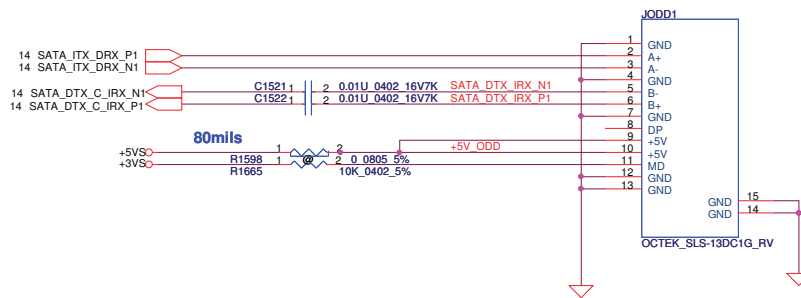 JODD1
1 GND
14 SATA_ITX_DRX_P1 2 A+
14 SATA_ITX_DRX_N1 3 A-
4 GND
14 SATA_DTX_C_IRX_N1 C1521 1 2 0.01U_0402_16V7K SATA_DTX_IRX_N1 5 B-
14 SATA_DTX_C_IRX_P1 C1522 1 2 0.01U_0402_16V7K SATA_DTX_IRX_P1 6 B+
7 GND
8 DP
80mils
9 +5V
+5VS 1 2 +5V_ODD 10 +5V
R1598 @ 0_0805_5%
+3VS 1 2 11 MD
R1665 10K_0402_5%
12 GND
13 GND
GND 15
GND 14
OCTEK_SLS-13DC1G_RV